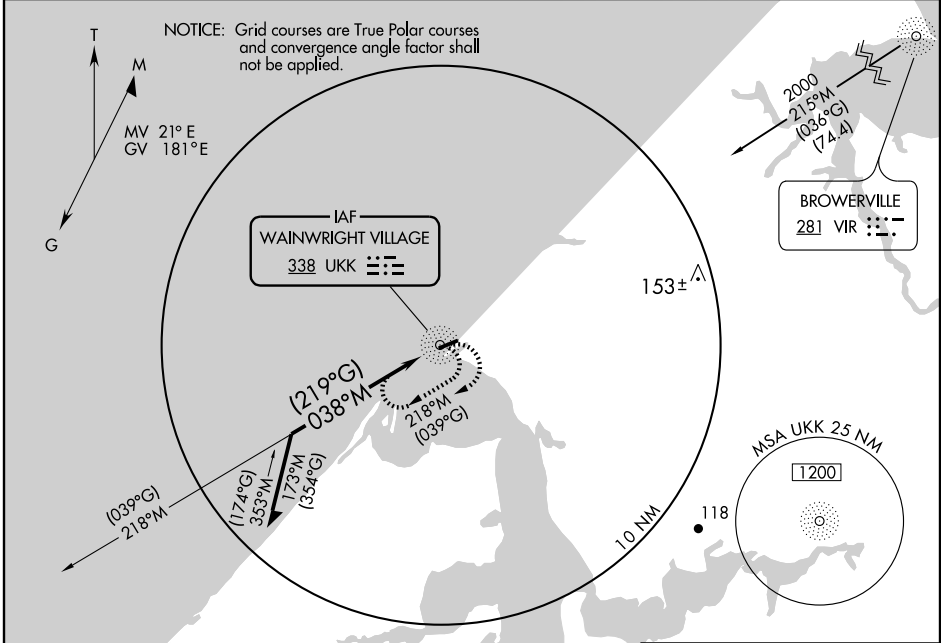 NOTICE: Grid courses are True Polar courses
and convergence angle factor shall
not be applied.
T
M
MV 21° E
GV 181°E
G
2000
215°M
(036°G)
(74.4)
BROWERVILLE
281 VIR
IAF
WAINWRIGHT VILLAGE
338 UKK
153±
(219°G)
038°M
218°M
(039°G)
(174°G)
353°M
173°M
(354°G)
(039°G)
218°M
10 NM
118
MSA UKK 25 NM
1200